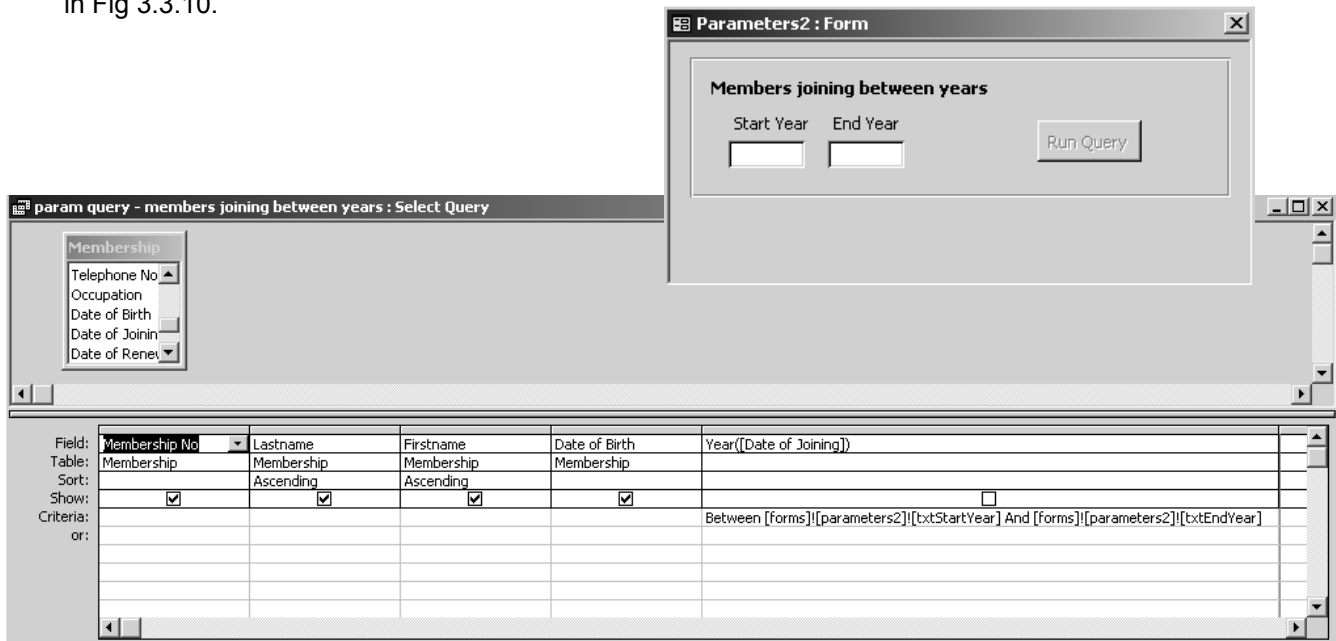 in Fig 3.3.10.
Parameters2 : Form
Members joining between years
Start Year End Year
Run Query
param query - members joining between years : Select Query
Membership
Telephone No
Occupation
Date of Birth
Date of Joinin
Date of Renew
Field: Membership No Lastname Firstname Date of Birth Year([Date of Joining])
Table: Membership Membership Membership Membership
Sort: Ascending Ascending
Show:
Criteria: Between [forms]![parameters2]![txtStartYear] And [forms]![parameters2]![txtEndYear]
or: